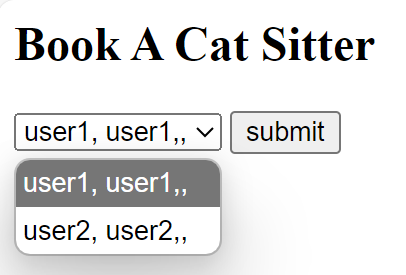 Book A Cat Sitter
user1, user1,, submit
user1, user1,,
user2, user2,,